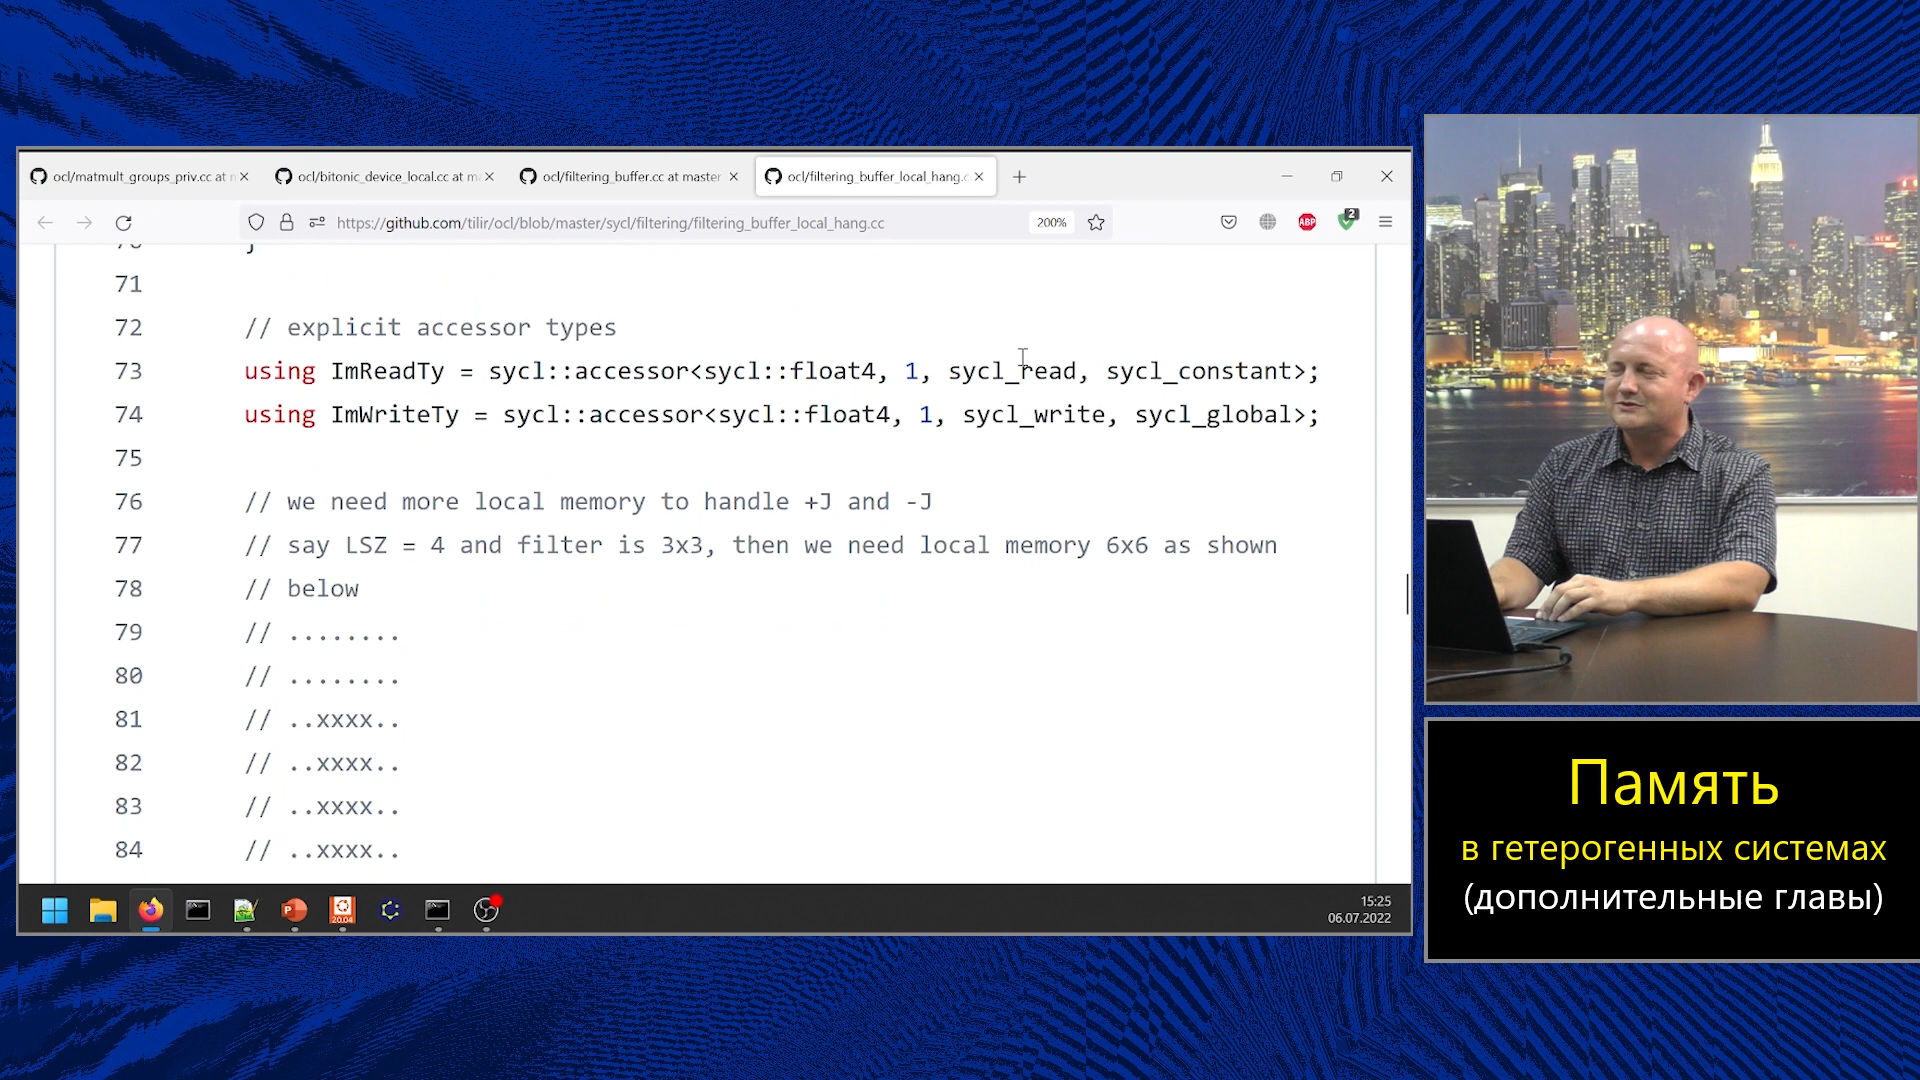 ocl/matmult_groups_priv.cc at m
ocl/bitonic_device_local.cc at m
ocl/filtering_buffer.cc at master
ocl/filtering_buffer_local_hang.c
https://github.com/tilir/ocl/blob/master/sycl/filtering/filtering_buffer_local_hang.cc
200%
ABP
2
70 }
71
72 // explicit accessor types
73 using ImReadTy = sycl::accessor<sycl::float4, 1, sycl_read, sycl_constant>;
74 using ImWriteTy = sycl::accessor<sycl::float4, 1, sycl_write, sycl_global>;
75
76 // we need more local memory to handle +J and -J
77 // say LSZ = 4 and filter is 3x3, then we need local memory 6x6 as shown
78 // below
79 // ........
80 // ........
81 // ..xxxx..
82 // ..xxxx..
83 // ..xxxx..
84 // ..xxxx..
20.04
15:25
06.07.2022
Память
в гетерогенных системах
(дополнительные главы)